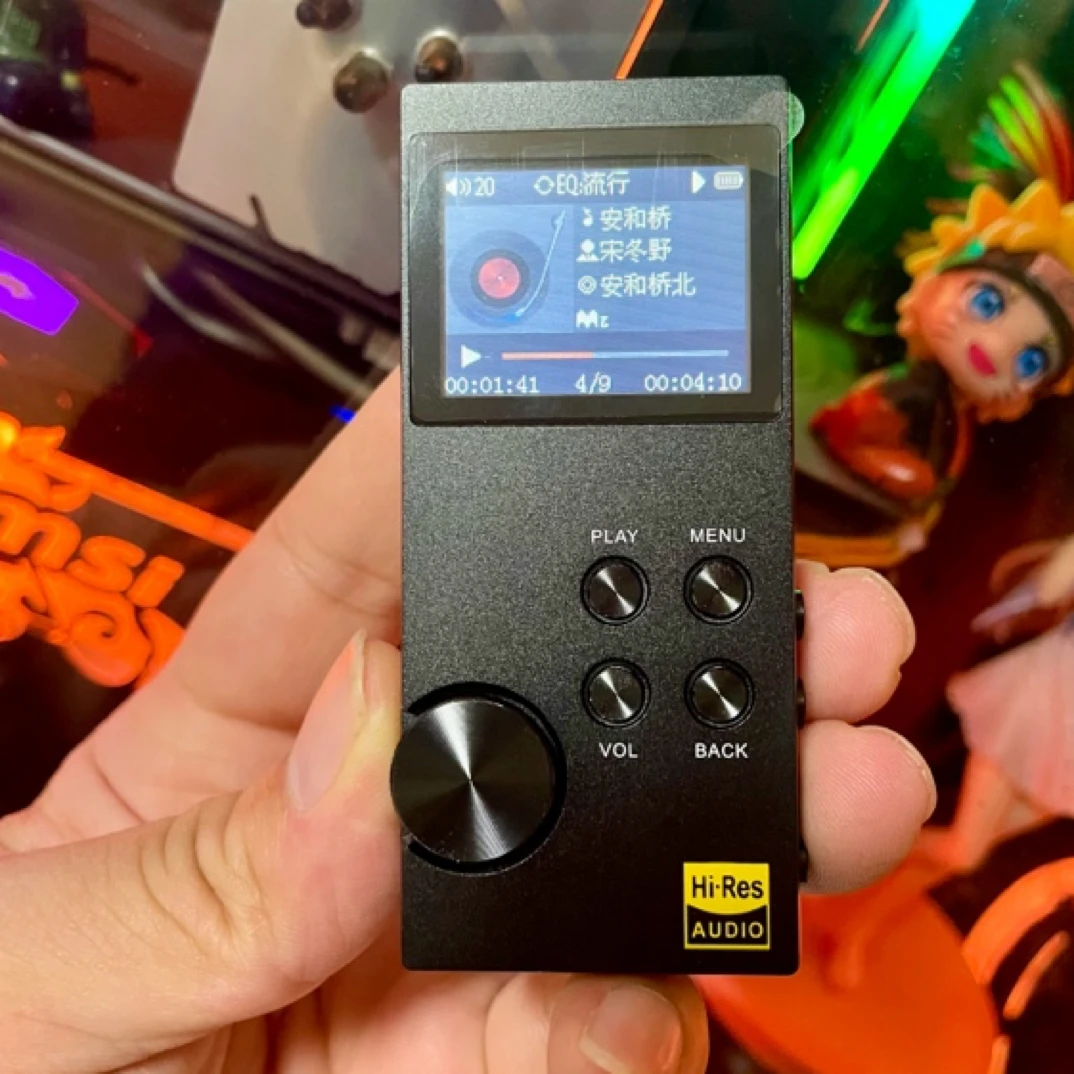 20 EQ:流行
安和桥
宋冬野
安和桥北
00:01:41 4/9 00:04:10
PLAY MENU
VOL BACK
Hi-Res
AUDIO